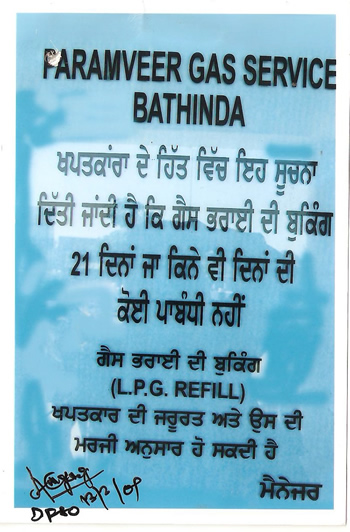 PARAMVEER GAS SERVICE
BATHINDA
ਖਪਤਕਾਂਰਾ ਦੇ ਹਿੱਤ ਵਿੱਚ ਇਹ ਸੂਚਨਾ
ਦਿੱਤੀ ਜਾਂਦੀ ਹੈ ਕਿ ਗੈਸ ਭਰਾਈ ਦੀ ਬੁਕਿੰਗ
21 ਦਿਨਾਂ ਜਾ ਕਿਨੇ ਵੀ ਦਿਨਾਂ ਦੀ
ਕੋਈ ਪਾਬੰਧੀ ਨਹੀਂ
ਗੈਸ ਭਰਾਈ ਦੀ ਬੁਕਿੰਗ
(L.P.G. REFILL)
ਖਪਤਕਾਰ ਦੀ ਜਰੂਰਤ ਅਤੇ ਉਸ ਦੀ
ਮਰਜੀ ਅਨੁਸਾਰ ਹੋ ਸਕਦੀ ਹੈ
ਮੈਨੇਜਰ